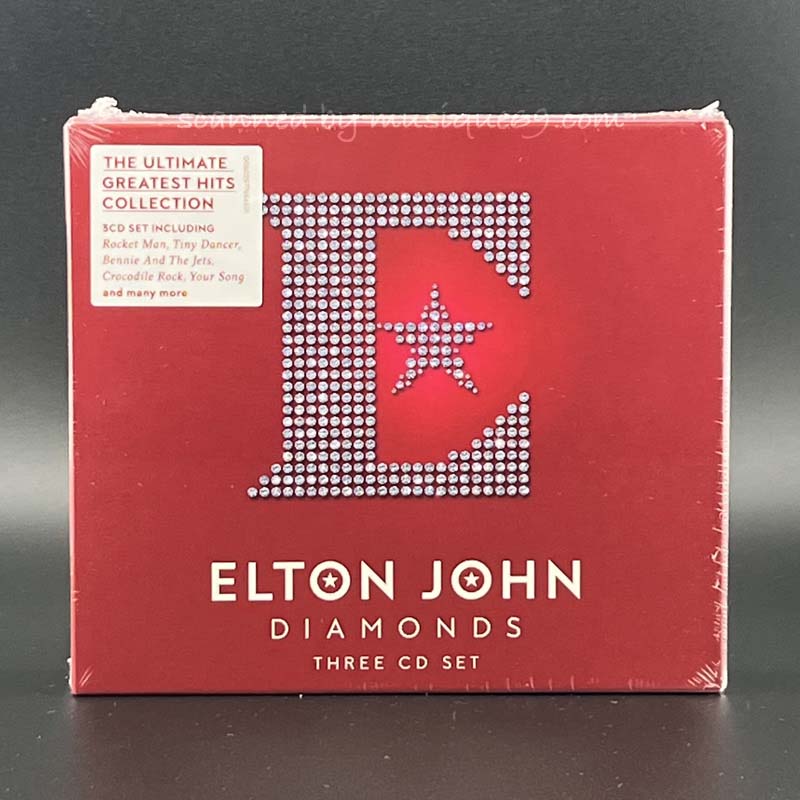 scanned by musique69.com
THE ULTIMATE
GREATEST HITS
COLLECTION
3CD SET INCLUDING
Rocket Man, Tiny Dancer,
Bennie And The Jets,
Crocodile Rock, Your Song
and many more
ELTON JOHN
DIAMONDS
THREE CD SET